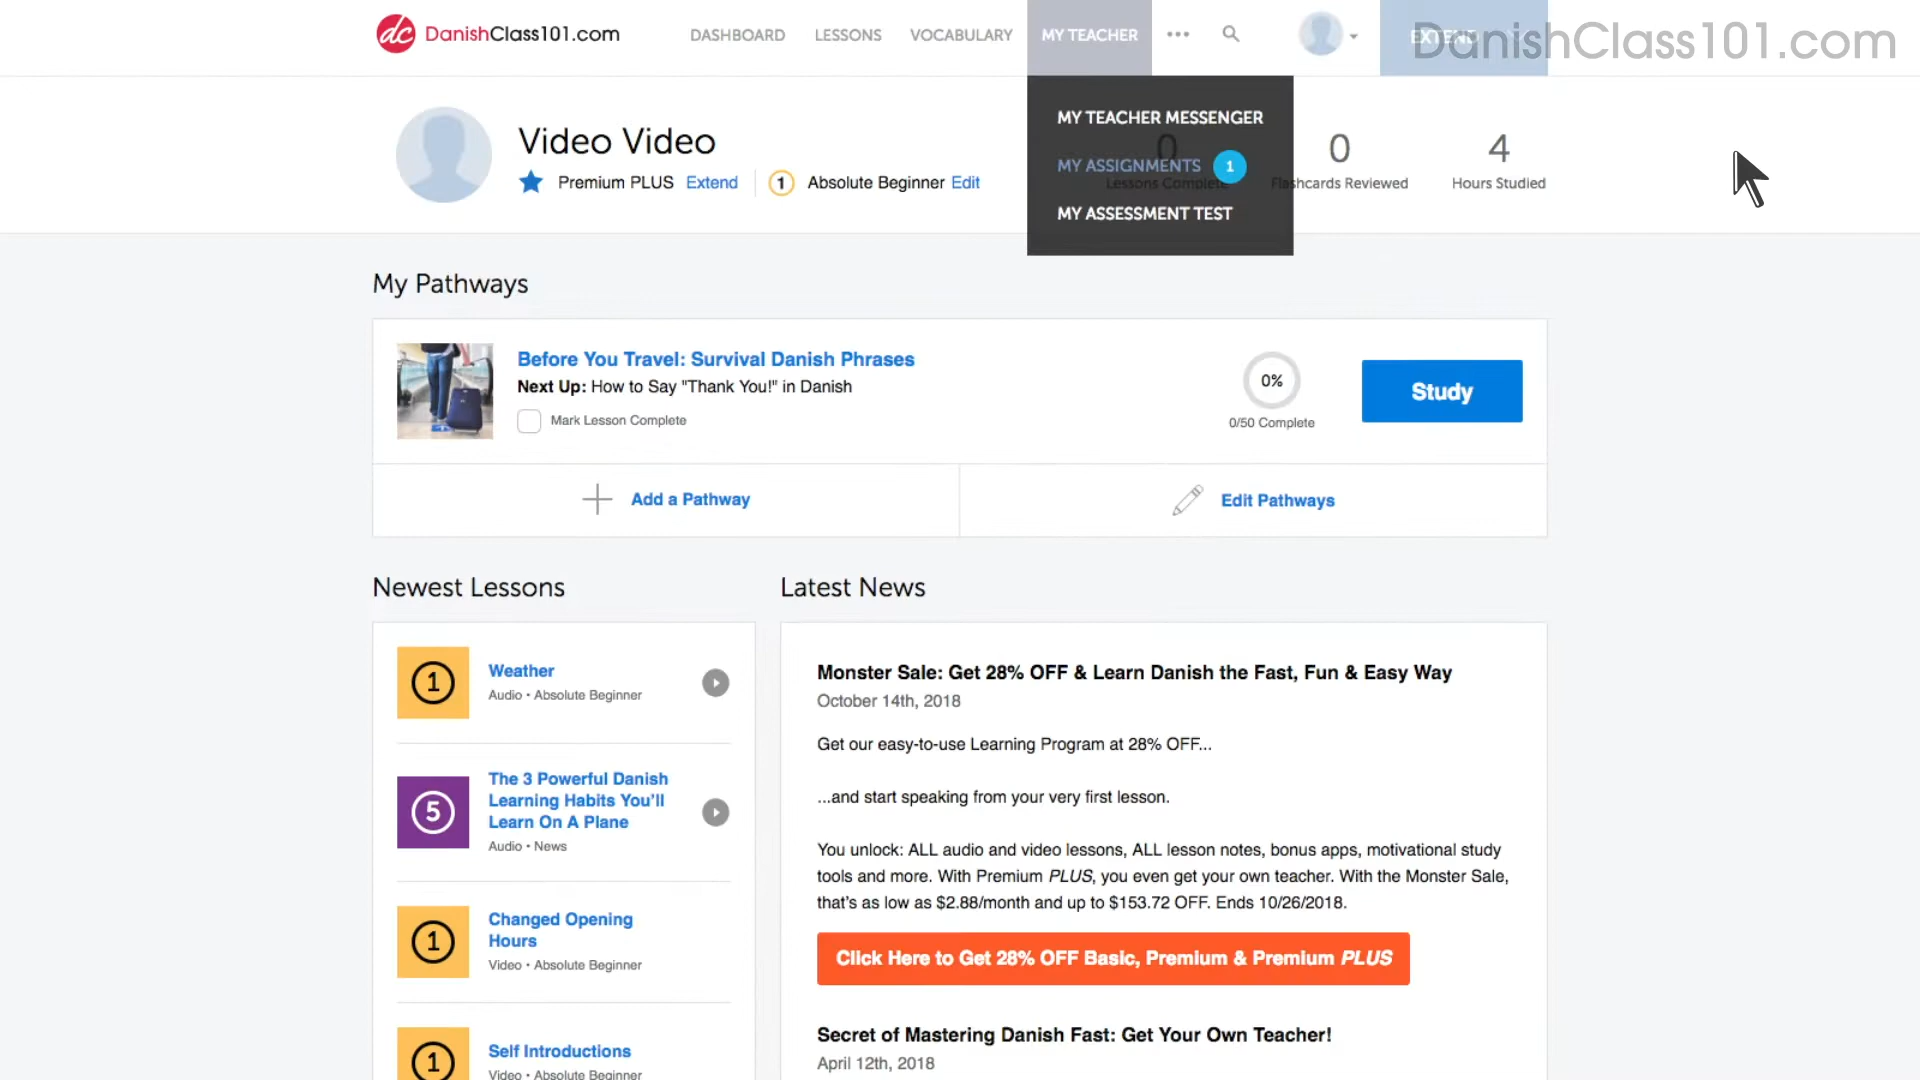 DanishClass101.com
DASHBOARD
LESSONS
VOCABULARY
MY TEACHER
EXTEND
DanishClass101.com
MY TEACHER MESSENGER
MY ASSIGNMENTS 1
MY ASSESSMENT TEST
Video Video
Premium PLUS Extend
1 Absolute Beginner Edit
0
Lessons Complete
0
Flashcards Reviewed
4
Hours Studied
My Pathways
Before You Travel: Survival Danish Phrases
Next Up: How to Say "Thank You!" in Danish
Mark Lesson Complete
0%
0/50 Complete
Study
Add a Pathway
Edit Pathways
Newest Lessons
1
Weather
Audio • Absolute Beginner
5
The 3 Powerful Danish
Learning Habits You'll
Learn On A Plane
Audio • News
1
Changed Opening
Hours
Video • Absolute Beginner
1
Self Introductions
Video • Absolute Beginner
Latest News
Monster Sale: Get 28% OFF & Learn Danish the Fast, Fun & Easy Way
October 14th, 2018
Get our easy-to-use Learning Program at 28% OFF...
...and start speaking from your very first lesson.
You unlock: ALL audio and video lessons, ALL lesson notes, bonus apps, motivational study
tools and more. With Premium PLUS, you even get your own teacher. With the Monster Sale,
that's as low as $2.88/month and up to $153.72 OFF. Ends 10/26/2018.
Click Here to Get 28% OFF Basic, Premium & Premium PLUS
Secret of Mastering Danish Fast: Get Your Own Teacher!
April 12th, 2018